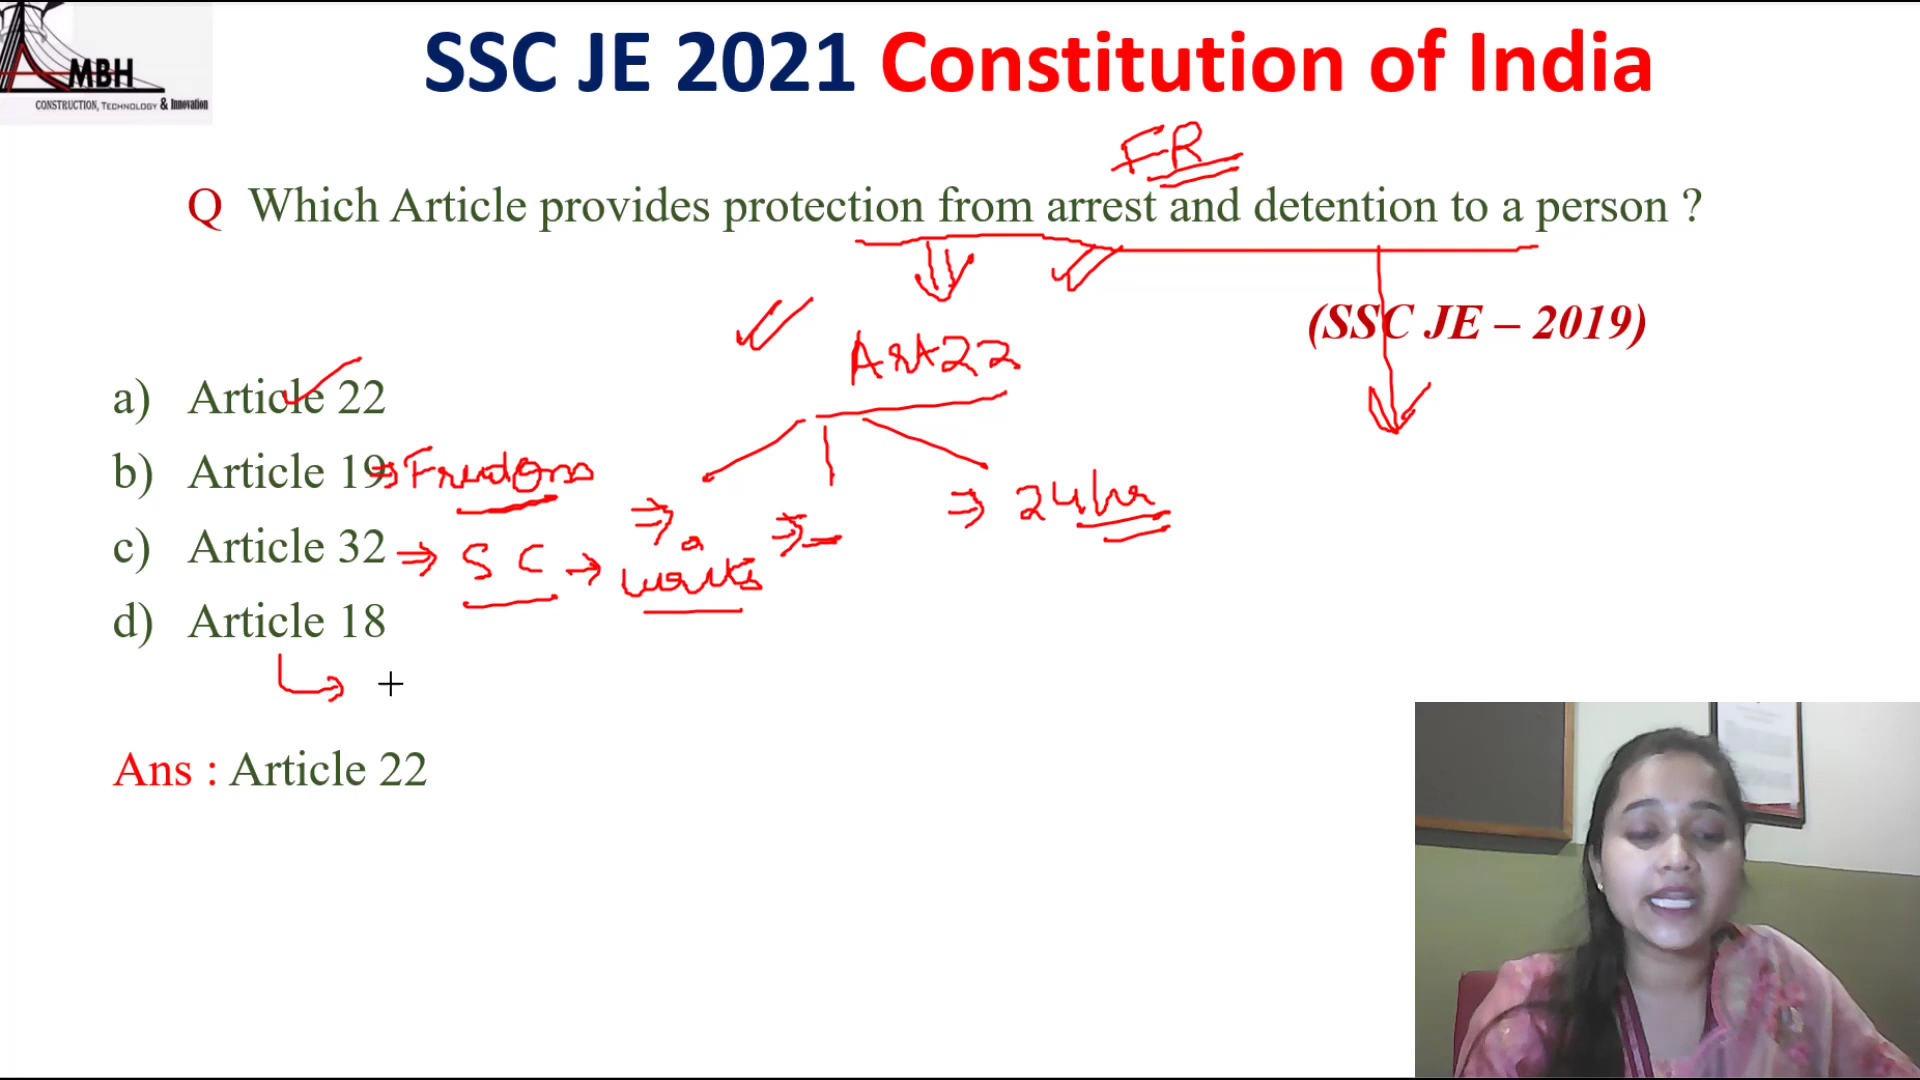 MBH
CONSTRUCTION, TECHNOLOGY & Innovation
SSC JE 2021 Constitution of India
FR
Q Which Article provides protection from arrest and detention to a person ?
(SSC JE – 2019)
Art 22
a) Article 22
b) Article 19 ⇒ Freedoms
⇒ 24hr
c) Article 32 ⇒ SC →
d) Article 18
Ans : Article 22